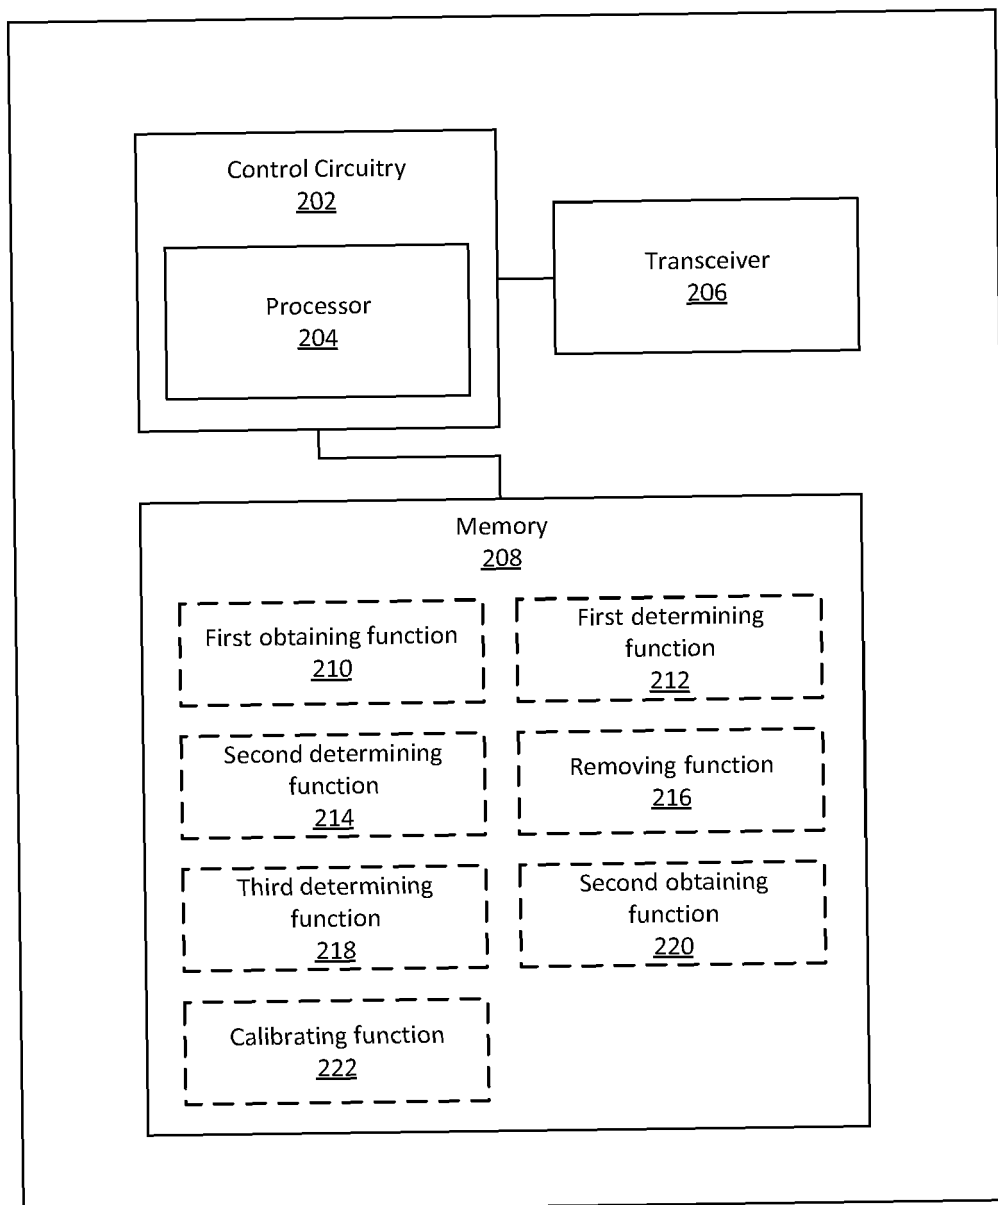 Control Circuitry
202
Processor
204
Transceiver
206
Memory
208
First obtaining function
210
First determining
function
212
Second determining
function
214
Removing function
216
Third determining
function
218
Second obtaining
function
220
Calibrating function
222